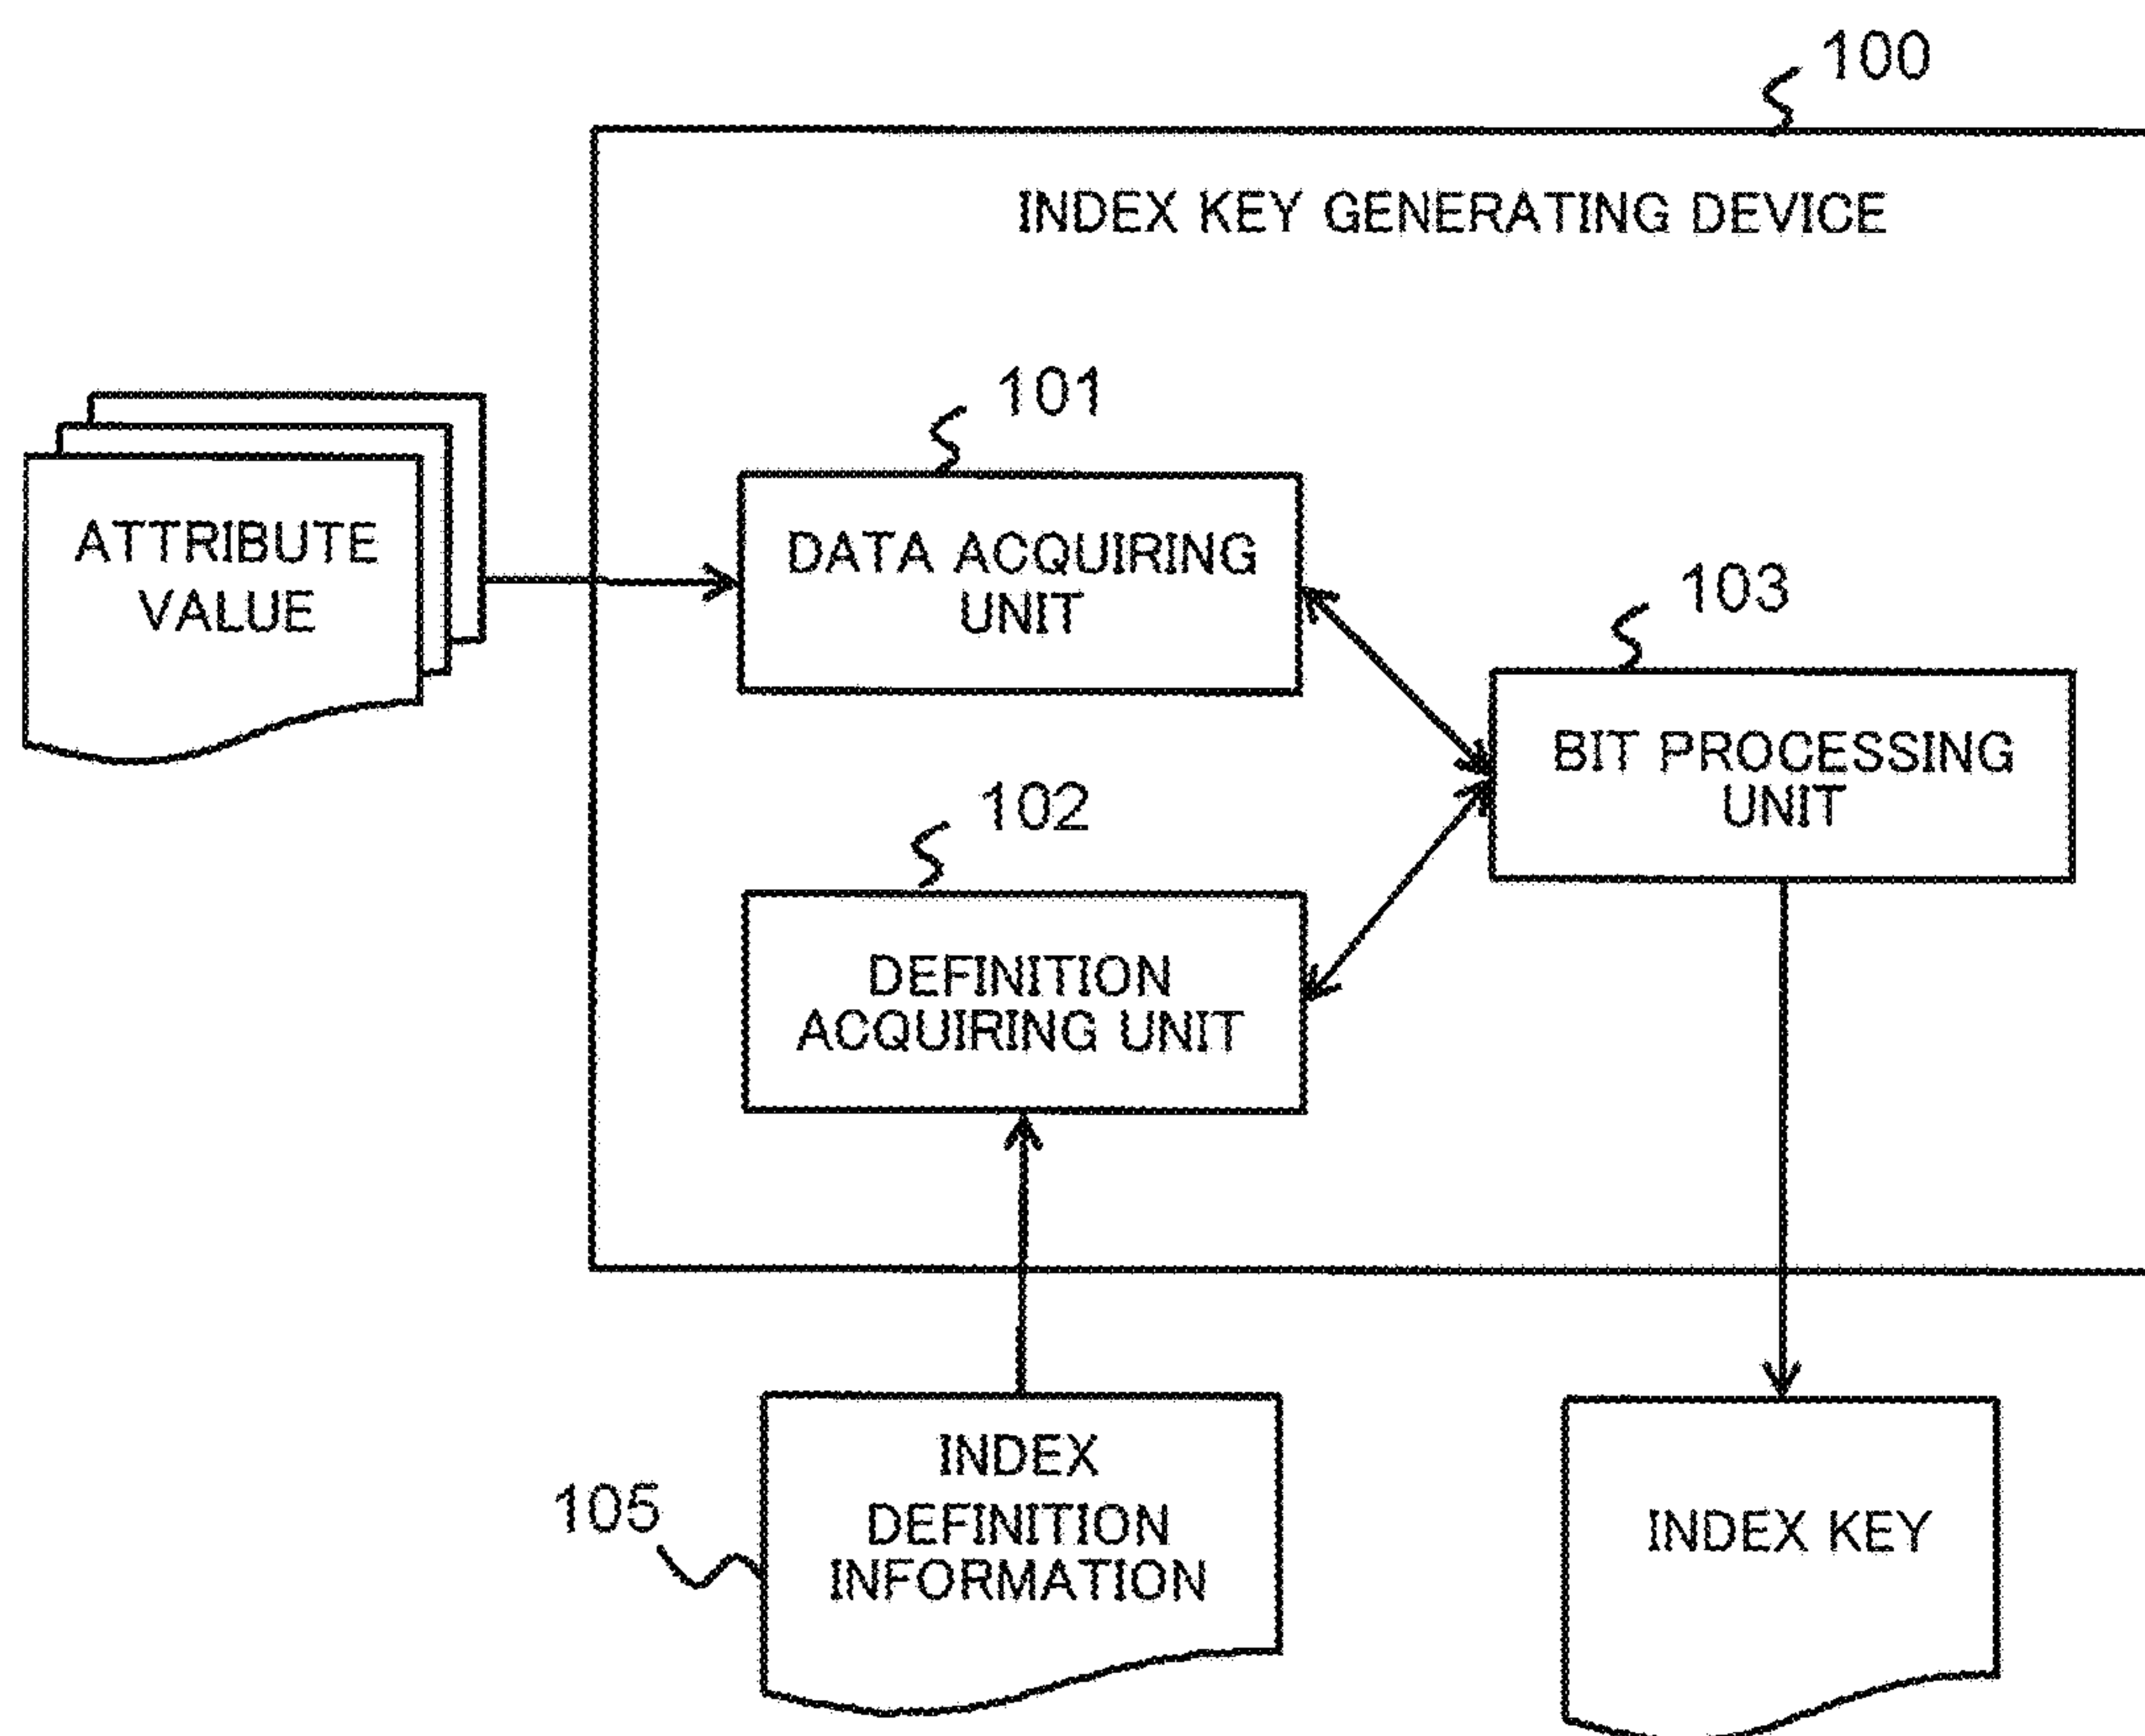 100
INDEX KEY GENERATING DEVICE
101
ATTRIBUTE
VALUE
DATA ACQUIRING
UNIT
103
BIT PROCESSING
UNIT
102
DEFINITION
ACQUIRING UNIT
105
INDEX
DEFINITION
INFORMATION
INDEX KEY